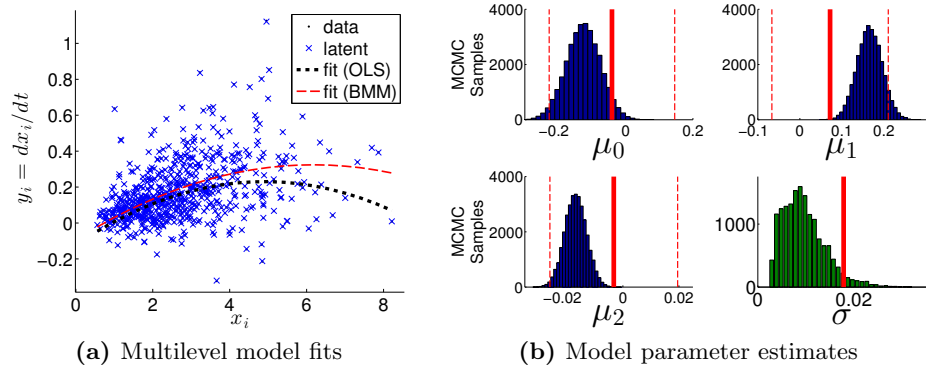 y_i = dx_i/dt
1
0.8
0.6
0.4
0.2
0
−0.2
0 2 4 6 8
x_i
data
latent
fit (OLS)
fit (BMM)
(a) Multilevel model fits
MCMC
Samples
4000
2000
0
−0.2 0 0.2
μ_0
4000
2000
0
−0.1 0 0.1 0.2
μ_1
MCMC
Samples
4000
2000
0
−0.02 0 0.02
μ_2
1000
0
0 0.02
σ
(b) Model parameter estimates